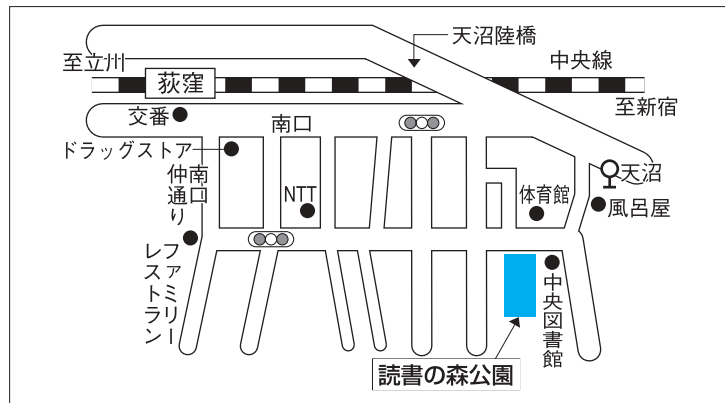 天沼陸橋
至立川
中央線
荻窪
至新宿
交番
南口
ドラッグストア
南口
仲通り
NTT
体育館
天沼
風呂屋
ファミリー
レストラン
中央図書館
読書の森公園